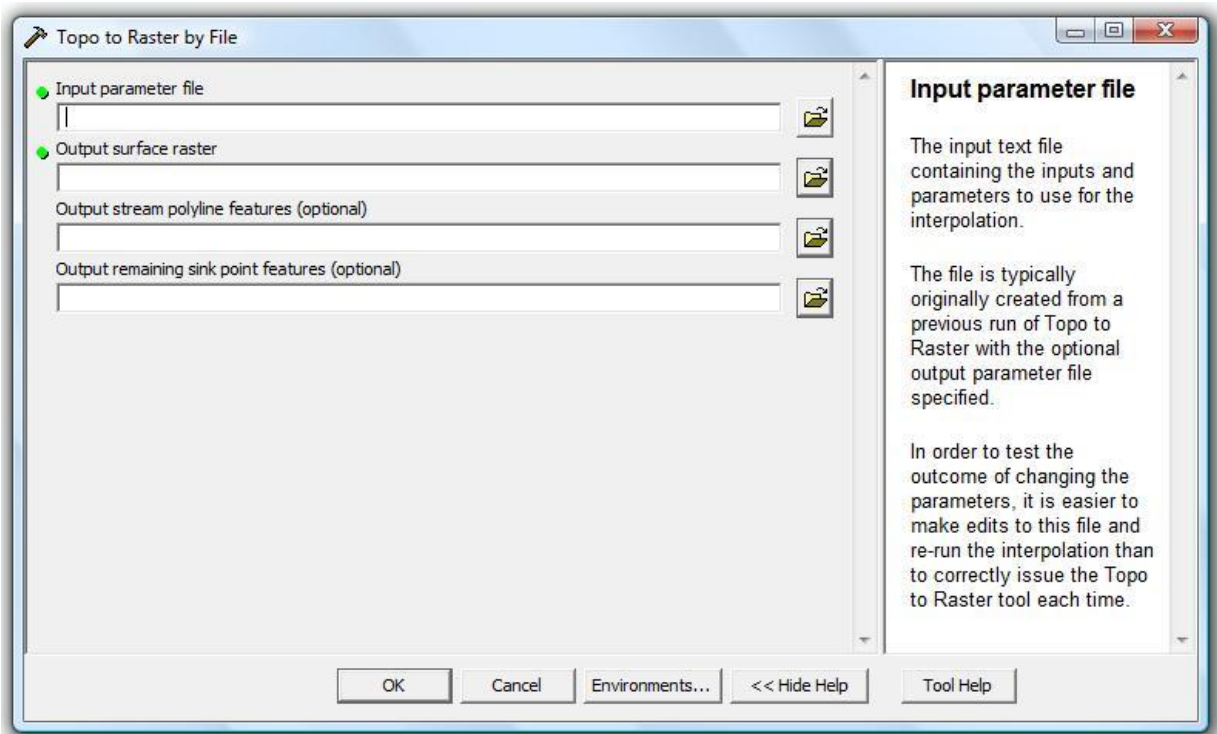 Topo to Raster by File
Input parameter file
Output surface raster
Output stream polyline features (optional)
Output remaining sink point features (optional)
Input parameter file
The input text file
containing the inputs and
parameters to use for the
interpolation.
The file is typically
originally created from a
previous run of Topo to
Raster with the optional
output parameter file
specified.
In order to test the
outcome of changing the
parameters, it is easier to
make edits to this file and
re-run the interpolation than
to correctly issue the Topo
to Raster tool each time.
OK
Cancel
Environments...
<< Hide Help
Tool Help